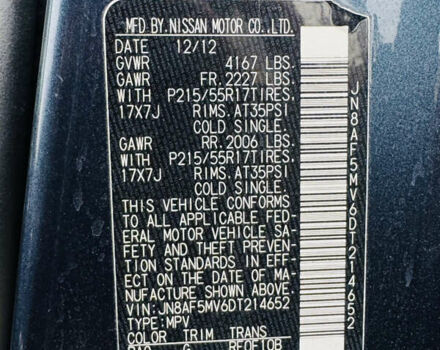 MFD.BY.NISSAN MOTOR CO.,LTD.
DATE 12/12
GVWR 4167 LBS.
GAWR FR. 2227 LBS.
WITH P215/55R17TIRES,
17X7J RIMS. AT35PSI
COLD SINGLE.
GAWR RR. 2006 LBS.
WITH P215/55R17TIRES,
17X7J RIMS. AT35PSI
COLD SINGLE.
THIS VEHICLE CONFORMS
TO ALL APPLICABLE FED-
ERAL MOTOR VEHICLE SA-
FETY AND THEFT PREVEN-
TION STANDARDS IN EFF-
ECT ON THE DATE OF MA-
NUFACTURE SHOWN ABOVE.
VIN: JN8AF5MV6DT214652
TYPE: MPV
COLOR TRIM TRANS
G RE0F0
JN8AF5MV6DT214652